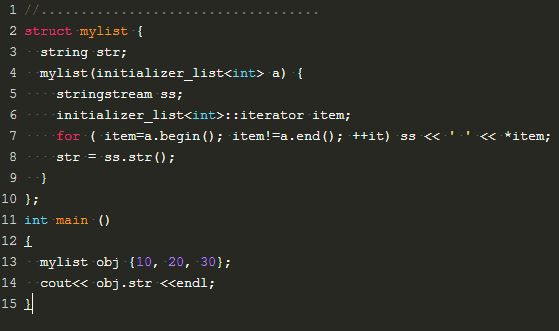 1 //...................................
2 struct mylist {
3 string str;
4 mylist(initializer_list<int> a) {
5 stringstream ss;
6 initializer_list<int>::iterator item;
7 for ( item=a.begin(); item!=a.end(); ++it) ss << ' ' << *item;
8 str = ss.str();
9 }
10 };
11 int main ()
12 {
13 mylist obj {10, 20, 30};
14 cout<< obj.str <<endl;
15 }